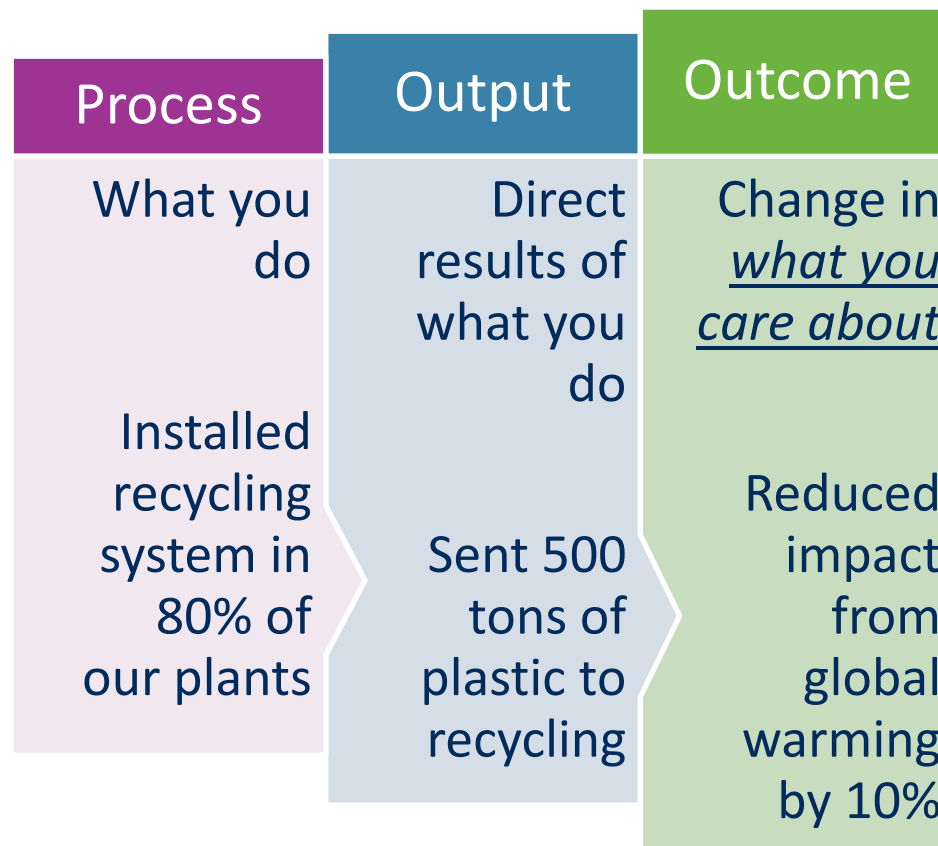 Process
What you
do
Installed
recycling
system in
80% of
our plants
Output
Direct
results of
what you
do
Sent 500
tons of
plastic to
recycling
Outcome
Change in
what you
care about
Reduced
impact
from
global
warming
by 10%